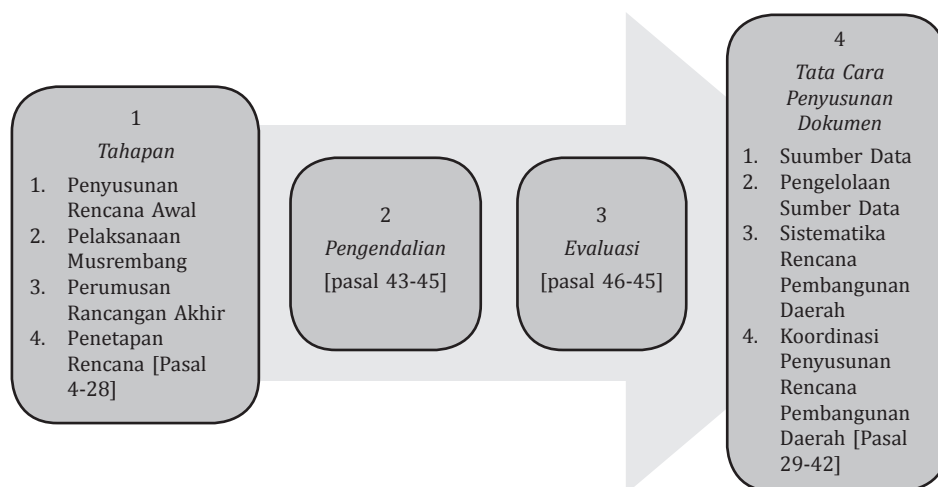 1
Tahapan
1. Penyusunan
Rencana Awal
2. Pelaksanaan
Musrembang
3. Perumusan
Rancangan Akhir
4. Penetapan
Rencana [Pasal
4-28]
2
Pengendalian
[pasal 43-45]
3
Evaluasi
[pasal 46-45]
4
Tata Cara
Penyusunan
Dokumen
1. Suumber Data
2. Pengelolaan
Sumber Data
3. Sistematika
Rencana
Pembangunan
Daerah
4. Koordinasi
Penyusunan
Rencana
Pembangunan
Daerah [Pasal
29-42]